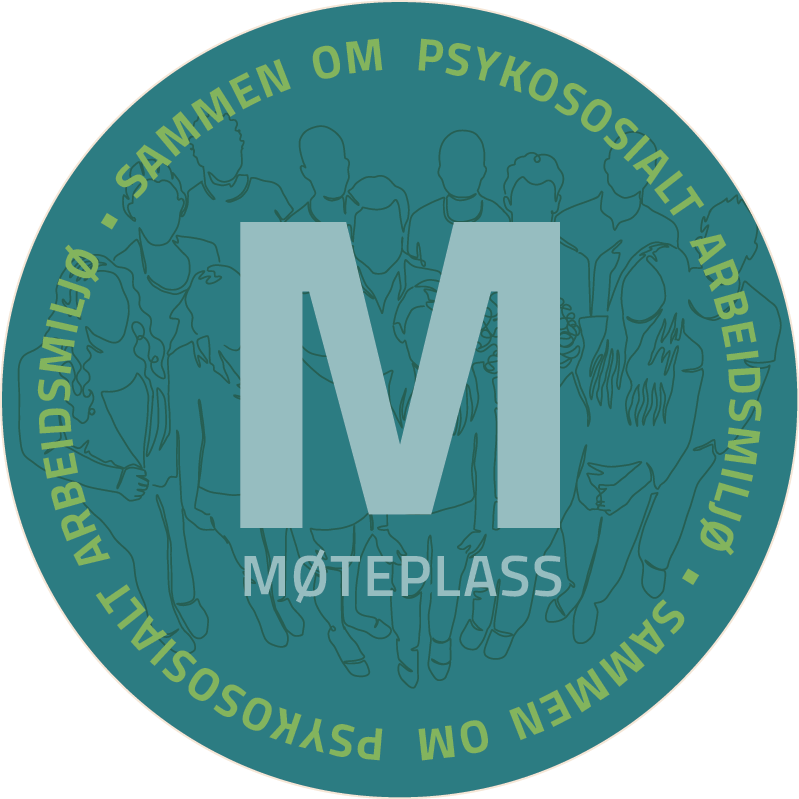 SAMMEN OM PSYKOSOSIALT ARBEIDSMILJØ ▪ SAMMEN OM PSYKOSOSIALT ARBEIDSMILJØ ▪
M
MØTEPLASS